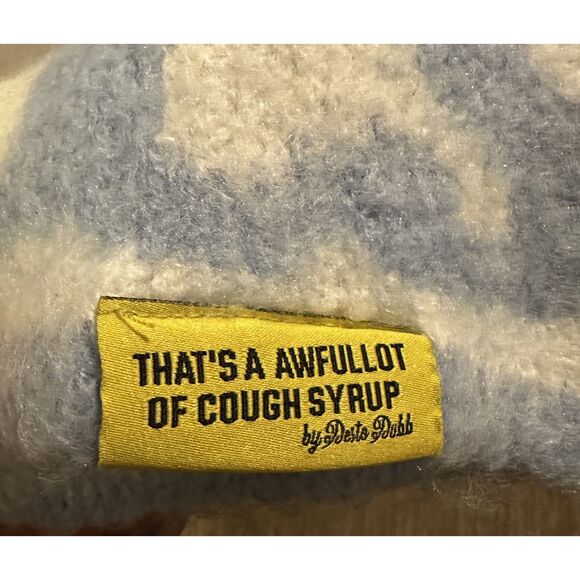 THAT'S A AWFULLOT
OF COUGH SYRUP
by Desto Dubb